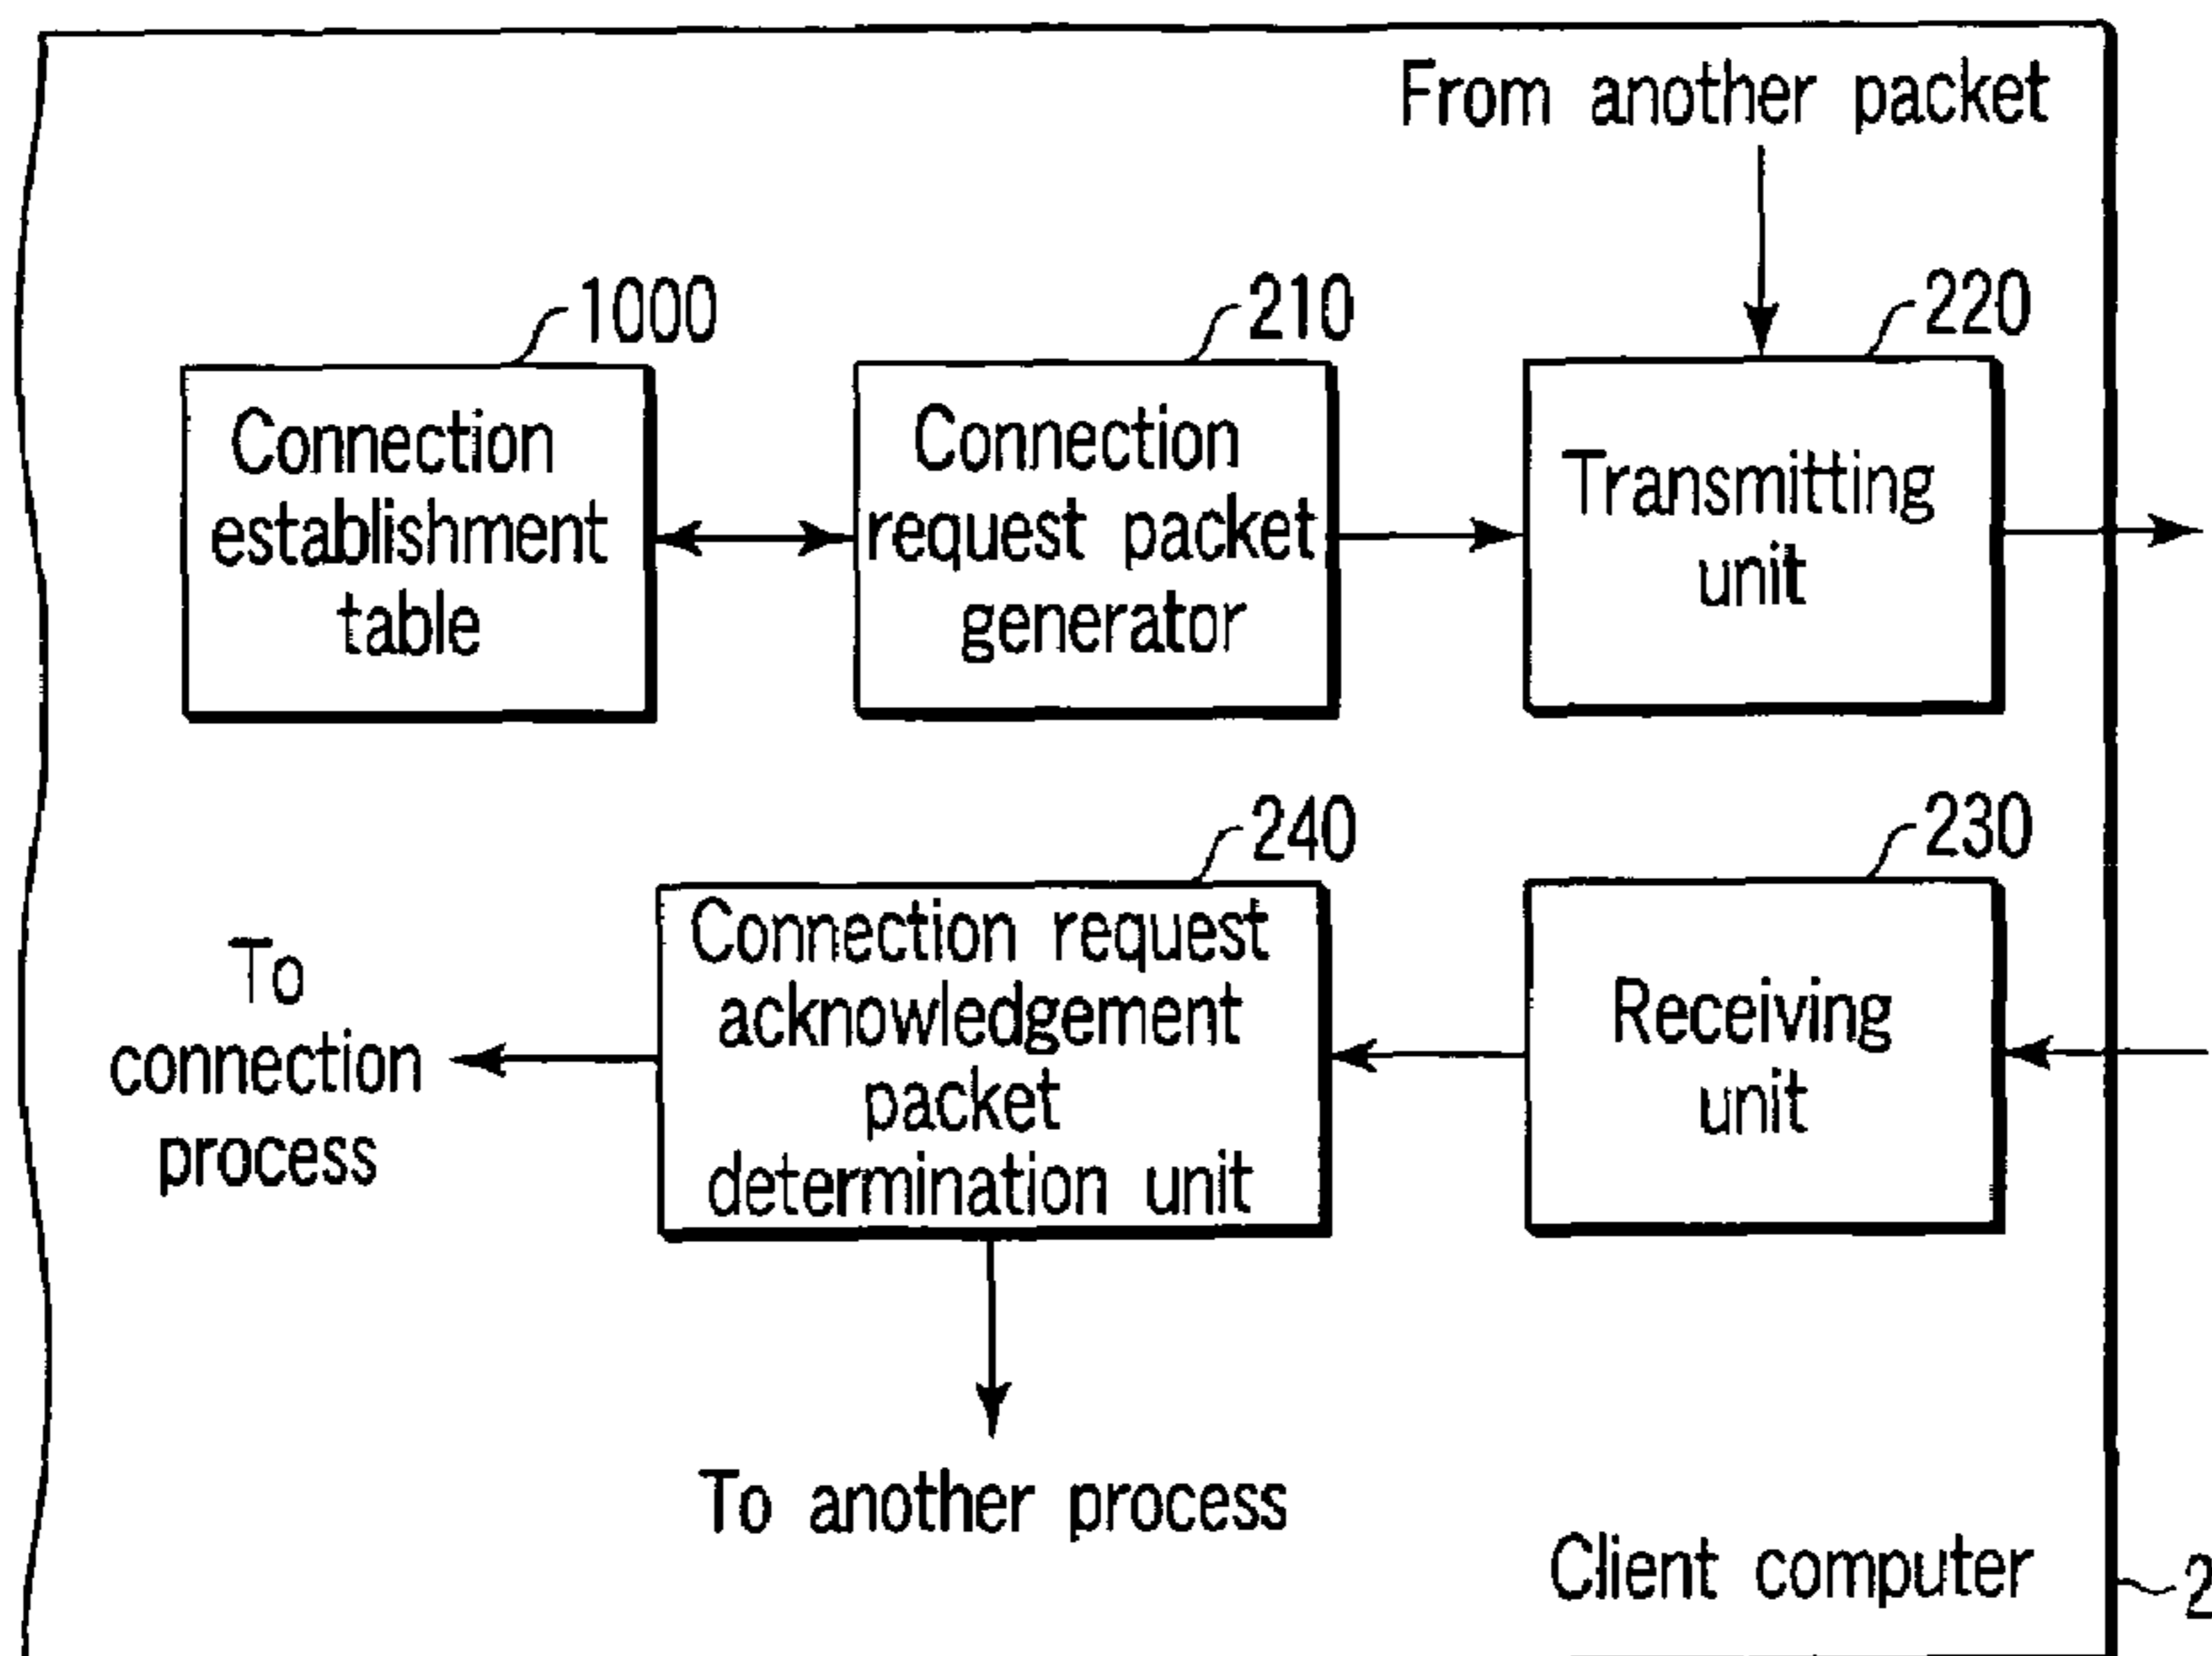 From another packet
1000
210
220
Connection
establishment
table
Connection
request packet
generator
Transmitting
unit
240
230
To
connection
process
Connection request
acknowledgement
packet
determination unit
Receiving
unit
To another process
Client computer
2